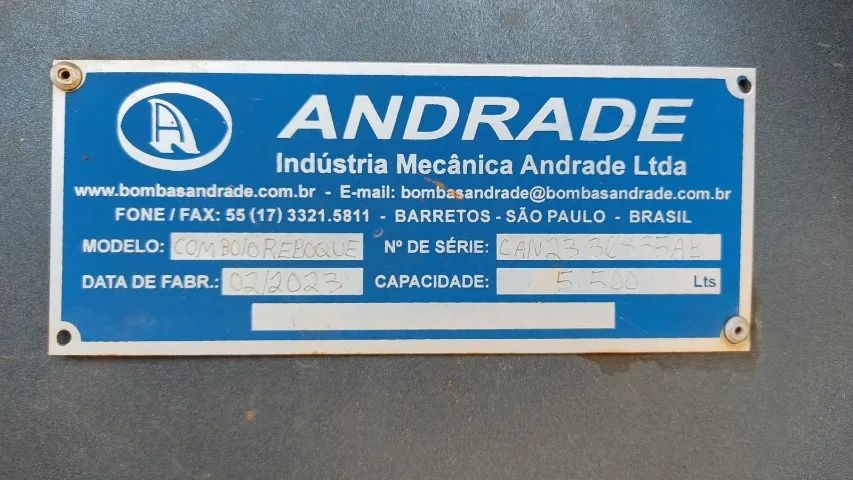 ANDRADE
Indústria Mecânica Andrade Ltda
www.bombasandrade.com.br - E-mail: bombasandrade@bombasandrade.com.br
FONE / FAX: 55 (17) 3321.5811 - BARRETOS - SÃO PAULO - BRASIL
MODELO: COMBOIO REBOQUE Nº DE SÉRIE:
DATA DE FABR.: 02/2023 CAPACIDADE: 5.500 Lts